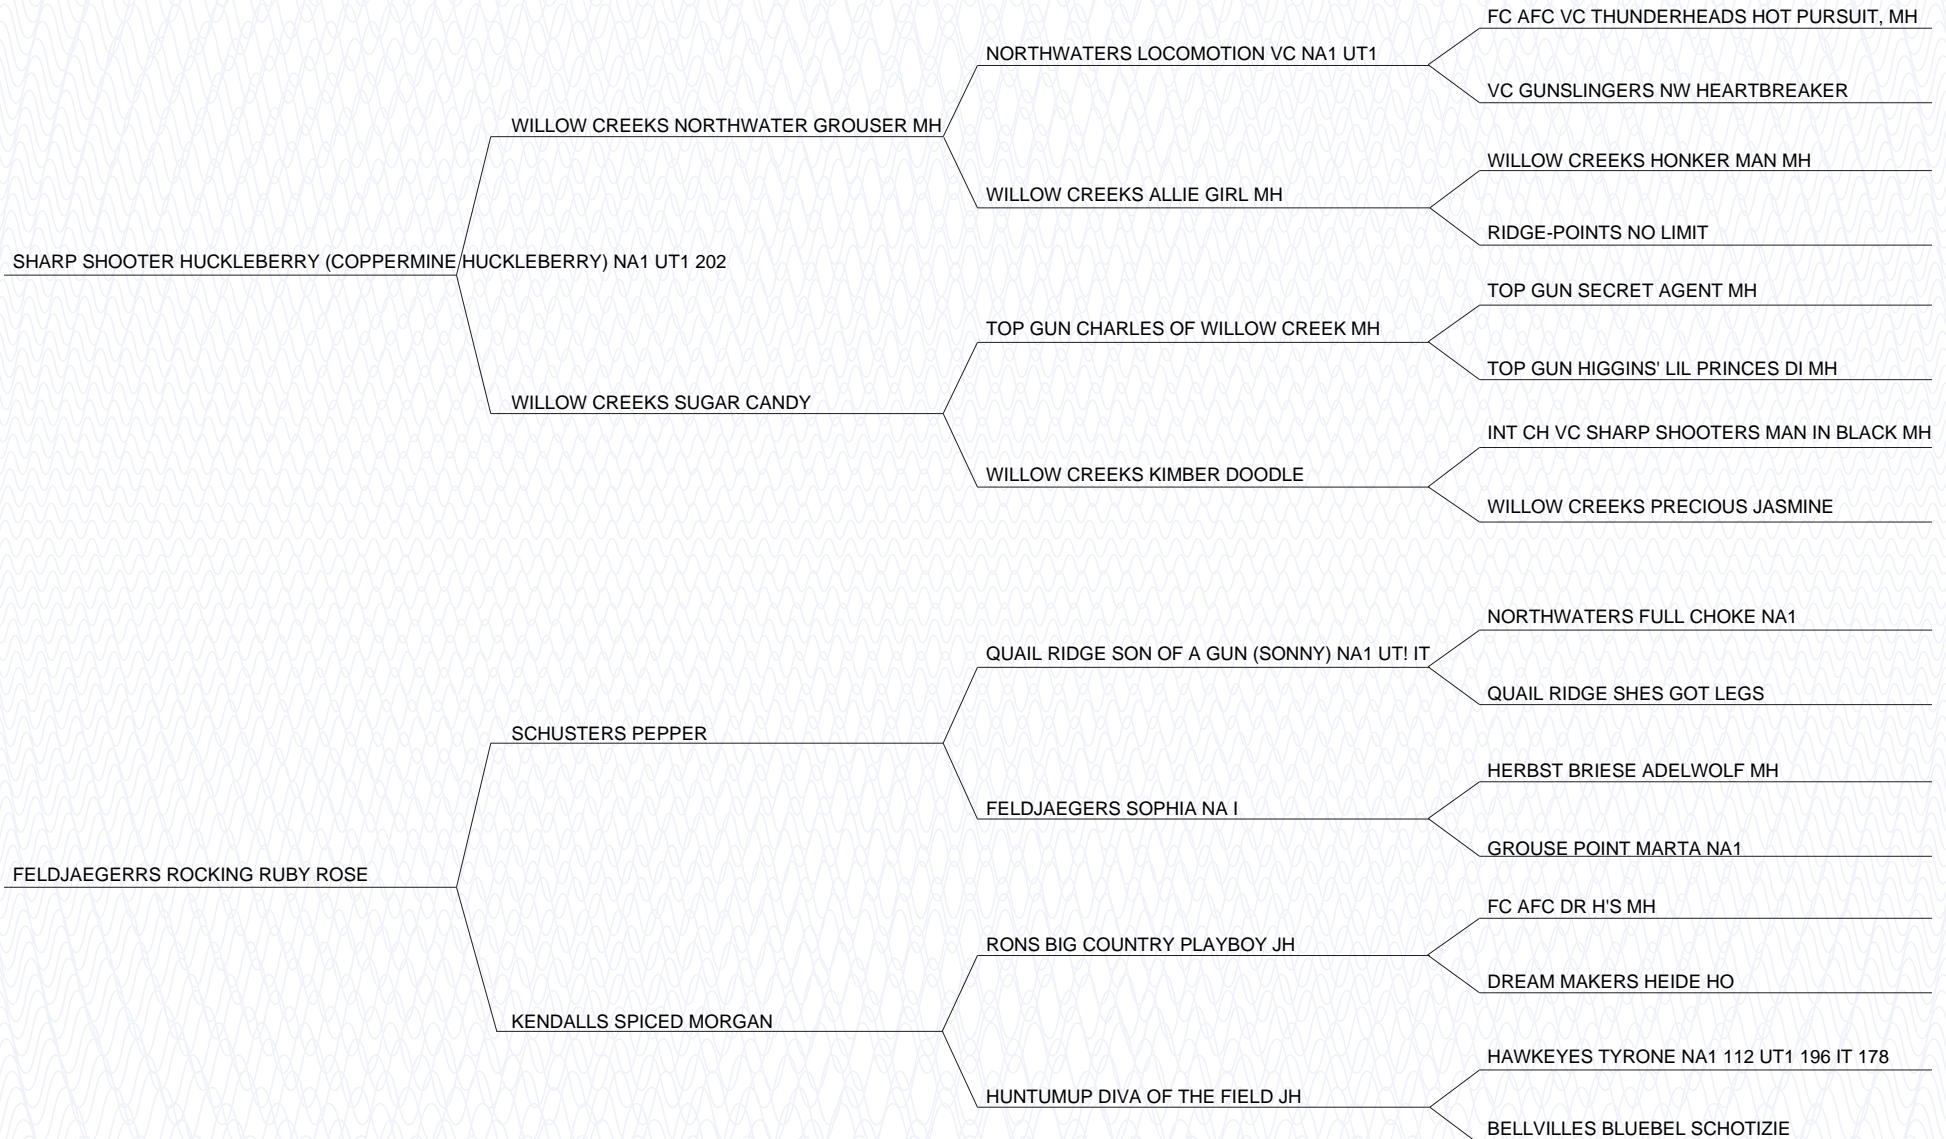 FC AFC VC THUNDERHEADS HOT PURSUIT, MH
NORTHWATERS LOCOMOTION VC NA1 UT1
VC GUNSLINGERS NW HEARTBREAKER
WILLOW CREEKS NORTHWATER GROUSER MH
WILLOW CREEKS HONKER MAN MH
WILLOW CREEKS ALLIE GIRL MH
RIDGE-POINTS NO LIMIT
SHARP SHOOTER HUCKLEBERRY (COPPERMINE HUCKLEBERRY) NA1 UT1 202
TOP GUN SECRET AGENT MH
TOP GUN CHARLES OF WILLOW CREEK MH
TOP GUN HIGGINS' LIL PRINCES DI MH
WILLOW CREEKS SUGAR CANDY
INT CH VC SHARP SHOOTERS MAN IN BLACK MH
WILLOW CREEKS KIMBER DOODLE
WILLOW CREEKS PRECIOUS JASMINE
NORTHWATERS FULL CHOKE NA1
QUAIL RIDGE SON OF A GUN (SONNY) NA1 UT! IT
QUAIL RIDGE SHES GOT LEGS
SCHUSTERS PEPPER
HERBST BRIESE ADELWOLF MH
FELDJAEGERS SOPHIA NA I
GROUSE POINT MARTA NA1
FELDJAEGERRS ROCKING RUBY ROSE
FC AFC DR H'S MH
RONS BIG COUNTRY PLAYBOY JH
DREAM MAKERS HEIDE HO
KENDALLS SPICED MORGAN
HAWKEYES TYRONE NA1 112 UT1 196 IT 178
HUNTUMUP DIVA OF THE FIELD JH
BELLVILLES BLUEBEL SCHOTIZIE